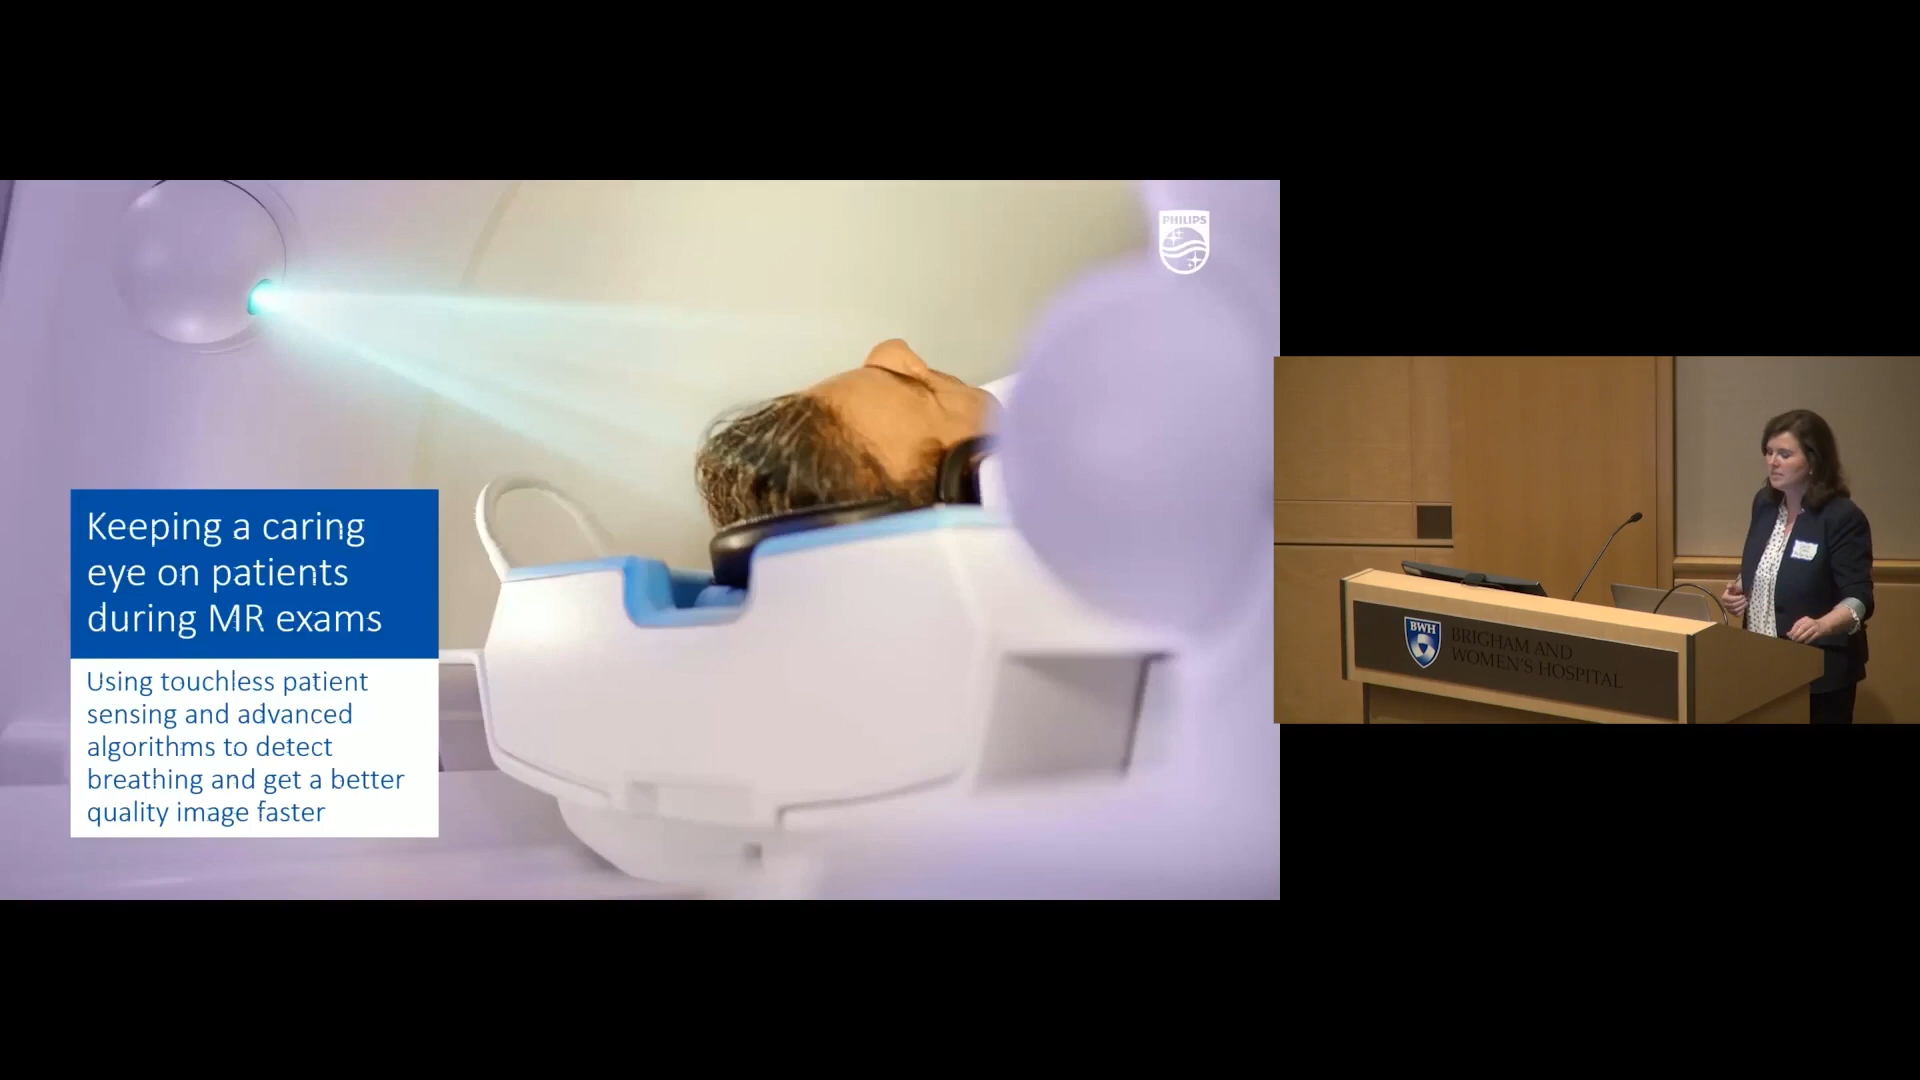 PHILIPS
Keeping a caring
eye on patients
during MR exams
Using touchless patient
sensing and advanced
algorithms to detect
breathing and get a better
quality image faster
BWH
BRIGHAM AND
WOMEN'S HOSPITAL